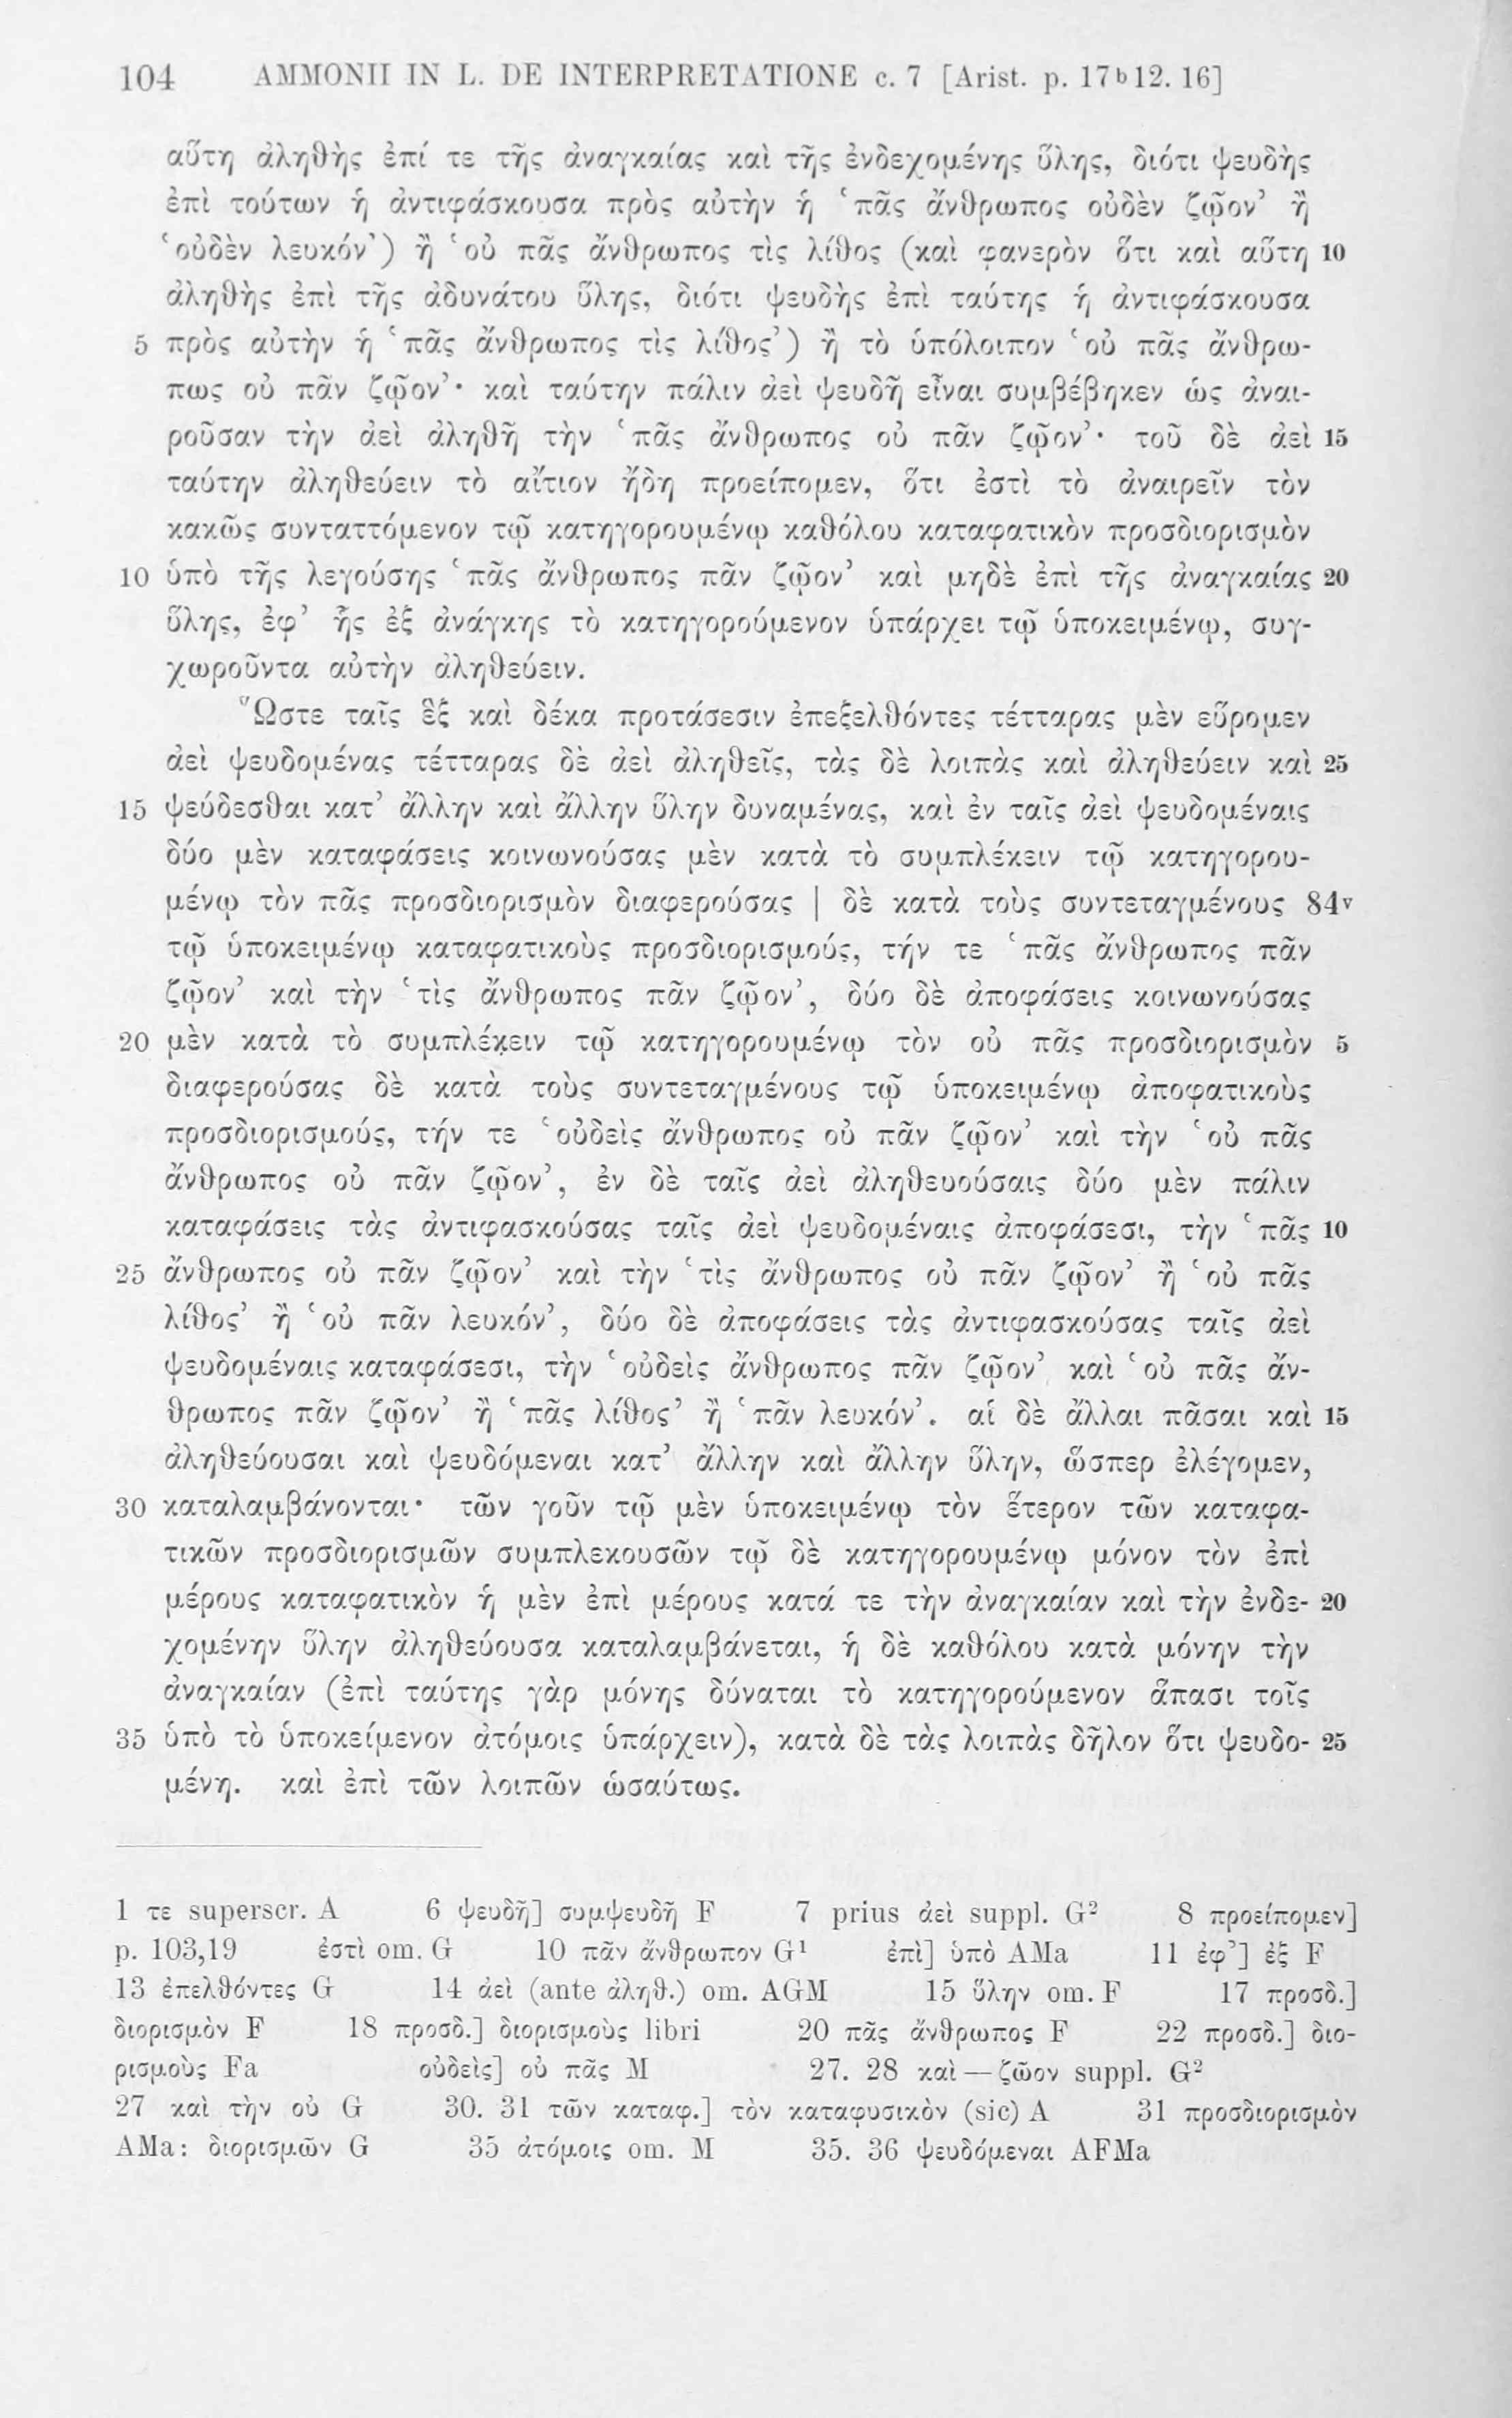 104 AMMONII IN L. DE INTERPRETATIONE c. 7 [Arist. p. 17ᵇ12. 16]
αὕτη ἀληθὴς ἐπί τε τῆς ἀναγκαίας καὶ τῆς ἐνδεχομένης ὕλης, διότι ψευδὴς
ἐπὶ τούτων ἡ ἀντιφάσκουσα πρὸς αὐτὴν ἡ ‘πᾶς ἄνθρωπος οὐδὲν ζῷον’ ἢ
‘οὐδὲν λευκόν’) ἢ ‘οὐ πᾶς ἄνθρωπος τὶς λίθος (καὶ φανερὸν ὅτι καὶ αὕτη 10
ἀληθὴς ἐπὶ τῆς ἀδυνάτου ὕλης, διότι ψευδὴς ἐπὶ ταύτης ἡ ἀντιφάσκουσα
5 πρὸς αὐτὴν ἡ ‘πᾶς ἄνθρωπος τὶς λίθος’) ἢ τὸ ὑπόλοιπον ‘οὐ πᾶς ἄνθρω-
πως οὐ πᾶν ζῷον’· καὶ ταύτην πάλιν ἀεὶ ψευδῆ εἶναι συμβέβηκεν ὡς ἀναι-
ροῦσαν τὴν ἀεὶ ἀληθῆ τὴν ‘πᾶς ἄνθρωπος οὐ πᾶν ζῷον’· τοῦ δὲ ἀεὶ 15
ταύτην ἀληθεύειν τὸ αἴτιον ἤδη προείπομεν, ὅτι ἐστὶ τὸ ἀναιρεῖν τὸν
κακῶς συνταττόμενον τῷ κατηγορουμένῳ καθόλου καταφατικὸν προσδιορισμὸν
10 ὑπὸ τῆς λεγούσης ‘πᾶς ἄνθρωπος πᾶν ζῷον’ καὶ μηδὲ ἐπὶ τῆς ἀναγκαίας 20
ὕλης, ἐφ’ ἧς ἐξ ἀνάγκης τὸ κατηγορούμενον ὑπάρχει τῷ ὑποκειμένῳ, συγ-
χωροῦντα αὐτὴν ἀληθεύειν.
Ὥστε ταῖς ἓξ καὶ δέκα προτάσεσιν ἐπεξελθόντες τέτταρας μὲν εὕρομεν
ἀεὶ ψευδομένας τέτταρας δὲ ἀεὶ ἀληθεῖς, τὰς δὲ λοιπὰς καὶ ἀληθεύειν καὶ 25
15 ψεύδεσθαι κατ’ ἄλλην καὶ ἄλλην ὕλην δυναμένας, καὶ ἐν ταῖς ἀεὶ ψευδομέναις
δύο μὲν καταφάσεις κοινωνούσας μὲν κατὰ τὸ συμπλέκειν τῷ κατηγορου-
μένῳ τὸν πᾶς προσδιορισμὸν διαφερούσας | δὲ κατὰ τοὺς συντεταγμένους 84ᵛ
τῷ ὑποκειμένῳ καταφατικοὺς προσδιορισμούς, τήν τε ‘πᾶς ἄνθρωπος πᾶν
ζῷον’ καὶ τὴν ‘τὶς ἄνθρωπος πᾶν ζῷον’, δύο δὲ ἀποφάσεις κοινωνούσας
20 μὲν κατὰ τὸ συμπλέκειν τῷ κατηγορουμένῳ τὸν οὐ πᾶς προσδιορισμὸν 5
διαφερούσας δὲ κατὰ τοὺς συντεταγμένους τῷ ὑποκειμένῳ ἀποφατικοὺς
προσδιορισμούς, τήν τε ‘οὐδεὶς ἄνθρωπος οὐ πᾶν ζῷον’ καὶ τὴν ‘οὐ πᾶς
ἄνθρωπος οὐ πᾶν ζῷον’, ἐν δὲ ταῖς ἀεὶ ἀληθευούσαις δύο μὲν πάλιν
καταφάσεις τὰς ἀντιφασκούσας ταῖς ἀεὶ ψευδομέναις ἀποφάσεσι, τὴν ‘πᾶς 10
25 ἄνθρωπος οὐ πᾶν ζῷον’ καὶ τὴν ‘τὶς ἄνθρωπος οὐ πᾶν ζῷον’ ἢ ‘οὐ πᾶς
λίθος’ ἢ ‘οὐ πᾶν λευκόν’, δύο δὲ ἀποφάσεις τὰς ἀντιφασκούσας ταῖς ἀεὶ
ψευδομέναις καταφάσεσι, τὴν ‘οὐδεὶς ἄνθρωπος πᾶν ζῷον’ καὶ ‘οὐ πᾶς ἄν-
θρωπος πᾶν ζῷον’ ἢ ‘πᾶς λίθος’ ἢ ‘πᾶν λευκόν’. αἱ δὲ ἄλλαι πᾶσαι καὶ 15
ἀληθεύουσαι καὶ ψευδόμεναι κατ’ ἄλλην καὶ ἄλλην ὕλην, ὥσπερ ἐλέγομεν,
30 καταλαμβάνονται· τῶν γοῦν τῷ μὲν ὑποκειμένῳ τὸν ἕτερον τῶν καταφα-
τικῶν προσδιορισμῶν συμπλεκουσῶν τῷ δὲ κατηγορουμένῳ μόνον τὸν ἐπὶ
μέρους καταφατικὸν ἡ μὲν ἐπὶ μέρους κατά τε τὴν ἀναγκαίαν καὶ τὴν ἐνδε- 20
χομένην ὕλην ἀληθεύουσα καταλαμβάνεται, ἡ δὲ καθόλου κατὰ μόνην τὴν
ἀναγκαίαν (ἐπὶ ταύτης γὰρ μόνης δύναται τὸ κατηγορούμενον ἅπασι τοῖς
35 ὑπὸ τὸ ὑποκείμενον ἀτόμοις ὑπάρχειν), κατὰ δὲ τὰς λοιπὰς δῆλον ὅτι ψευδο- 25
μένη. καὶ ἐπὶ τῶν λοιπῶν ὡσαύτως.
1 τε superscr. A 6 ψευδῆ] συμψευδῆ F 7 prius ἀεὶ suppl. G² 8 προείπομεν]
p. 103,19 ἐστὶ om. G 10 πᾶν ἄνθρωπον G¹ ἐπὶ] ὑπὸ AMa 11 ἐφ’] ἐξ F
13 ἐπελθόντες G 14 ἀεὶ (ante ἀληθ.) om. AGM 15 ὕλην om. F 17 προσδ.]
διορισμὸν F 18 προσδ.] διορισμοὺς libri 20 πᾶς ἄνθρωπος F 22 προσδ.] διο-
ρισμοὺς Fa οὐδεὶς] οὐ πᾶς M 27. 28 καὶ — ζῶον suppl. G²
27 καὶ τὴν οὐ G 30. 31 τῶν καταφ.] τὸν καταφυσικὸν (sic) A 31 προσδιορισμὸν
AMa: διορισμῶν G 35 ἀτόμοις om. M 35. 36 ψευδόμεναι AFMa